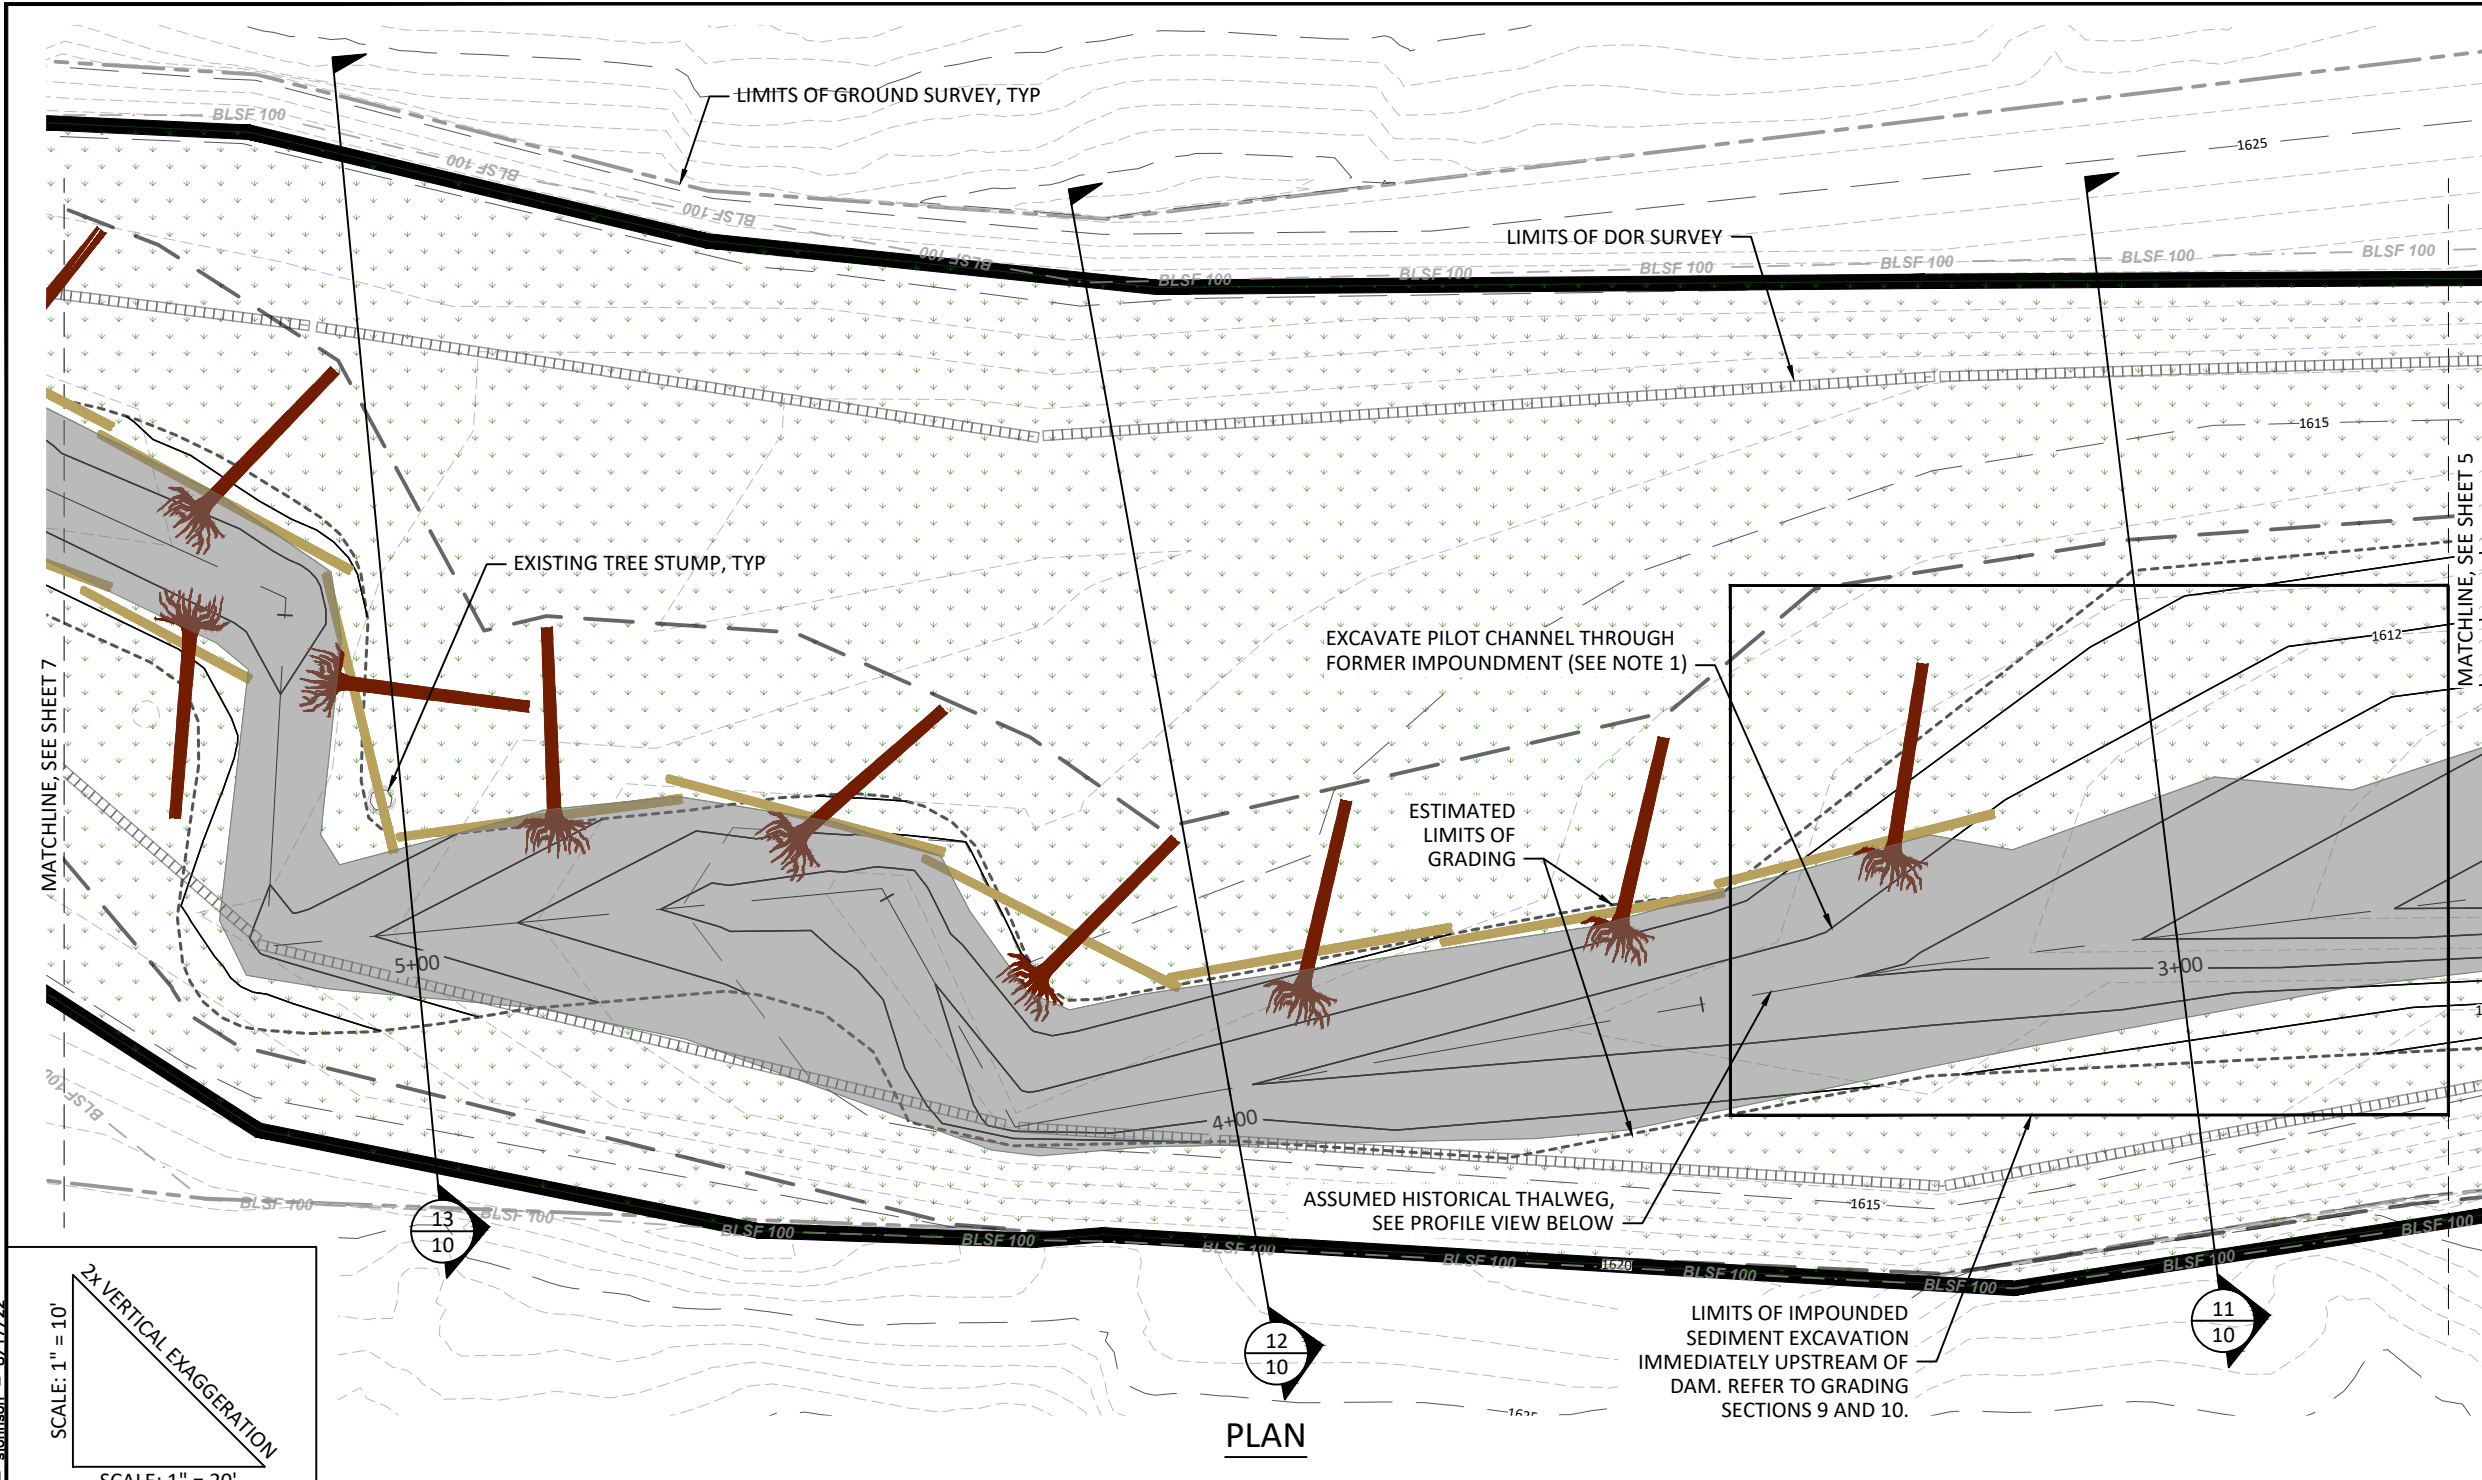 LIMITS OF GROUND SURVEY, TYP
BLSF 100
BLSF 100
BLSF 100
BLSF 100
BLSF 100
BLSF 100
BLSF 100
BLSF 100
BLSF 100
BLSF 100
1625
LIMITS OF DOR SURVEY
1615
MATCHLINE, SEE SHEET 5
EXISTING TREE STUMP, TYP
EXCAVATE PILOT CHANNEL THROUGH
FORMER IMPOUNDMENT (SEE NOTE 1)
1612
MATCHLINE, SEE SHEET 7
ESTIMATED
LIMITS OF
GRADING
5+00
3+00
4+00
ASSUMED HISTORICAL THALWEG,
SEE PROFILE VIEW BELOW
1615
BLSF 100
BLSF 100
BLSF 100
BLSF 100
BLSF 100
BLSF 100
BLSF 100
1620
BLSF 100
BLSF 100
BLSF 100
BLSF 100
13
10
12
10
11
10
LIMITS OF IMPOUNDED
SEDIMENT EXCAVATION
IMMEDIATELY UPSTREAM OF
DAM. REFER TO GRADING
SECTIONS 9 AND 10.
PLAN
2x VERTICAL EXAGGERATION
SCALE: 1" = 10'
SCALE: 1" = 20'